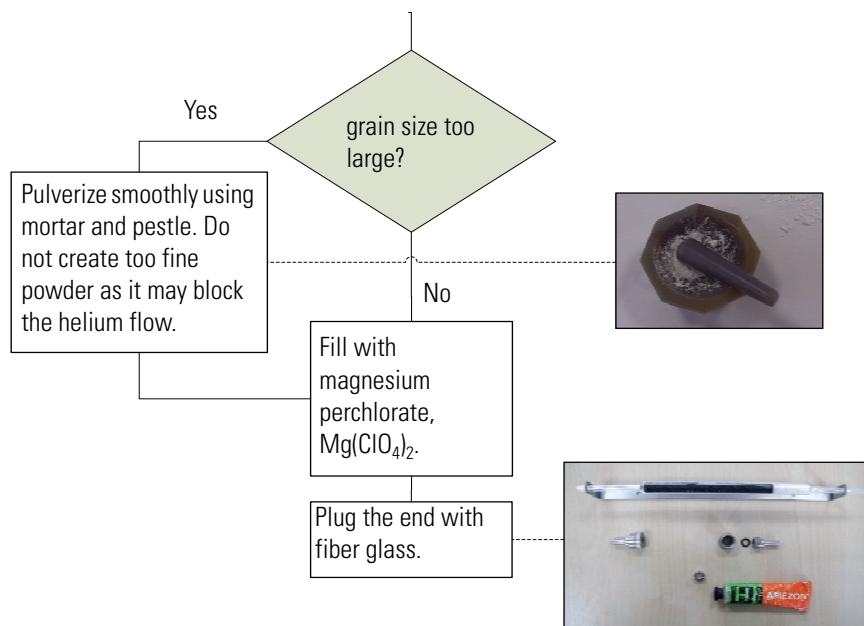 grain size too
large?
Yes
Pulverize smoothly using
mortar and pestle. Do
not create too fine
powder as it may block
the helium flow.
No
Fill with
magnesium
perchlorate,
Mg(ClO₄)₂.
Plug the end with
fiber glass.
H
APIEZON